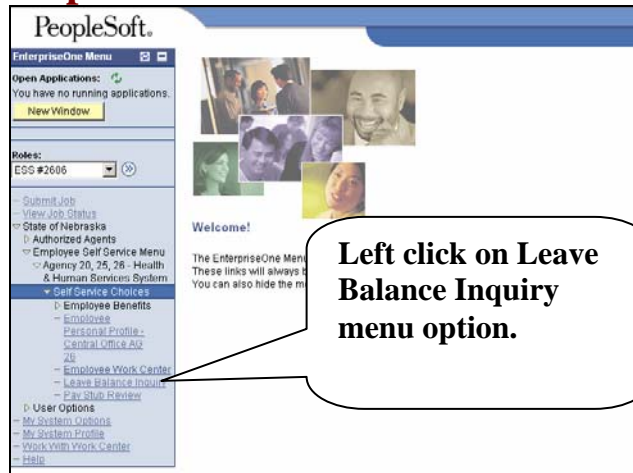 PeopleSoft.
EnterpriseOne Menu
Open Applications:
You have no running applications.
New Window
Roles:
ESS #2606
Submit Job
View Job Status
State of Nebraska
Authorized Agents
Employee Self Service Menu
Agency 20, 25, 26 - Health
& Human Services System
Self Service Choices
Employee Benefits
Employee
Personal Profile -
Central Office AG
26
Employee Work Center
Leave Balance Inquiry
Pay Stub Review
User Options
My System Options
My System Profile
Work With Work Center
Help
Welcome!
The EnterpriseOne Menu
These links will always b
You can also hide the m
Left click on Leave
Balance Inquiry
menu option.